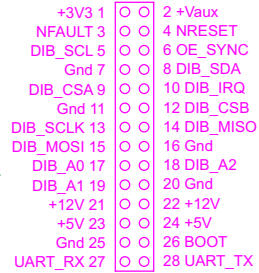 +3V3 1 2 +Vaux
NFAULT 3 4 NRESET
DIB_SCL 5 6 OE_SYNC
Gnd 7 8 DIB_SDA
DIB_CSA 9 10 DIB_IRQ
Gnd 11 12 DIB_CSB
DIB_SCLK 13 14 DIB_MISO
DIB_MOSI 15 16 Gnd
DIB_A0 17 18 DIB_A2
DIB_A1 19 20 Gnd
+12V 21 22 +12V
+5V 23 24 +5V
Gnd 25 26 BOOT
UART_RX 27 28 UART_TX